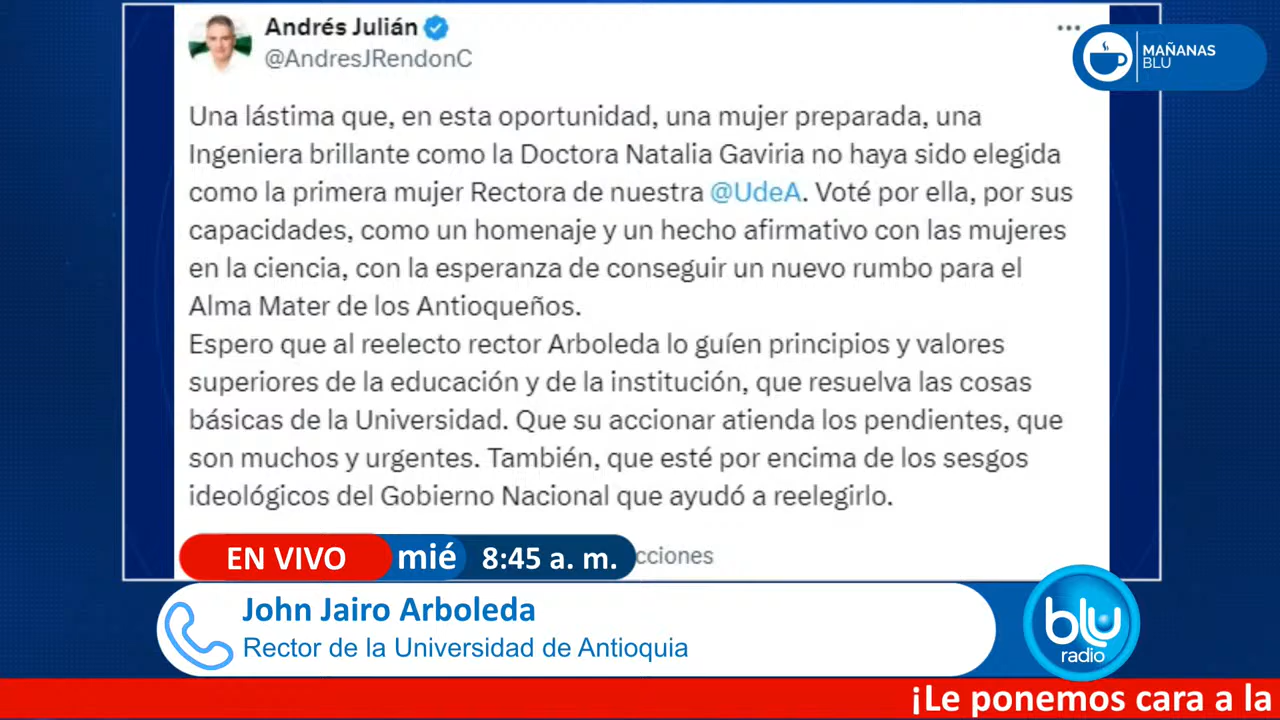 Andrés Julián
@AndresJRendonC
MAÑANAS
BLU
Una lástima que, en esta oportunidad, una mujer preparada, una
Ingeniera brillante como la Doctora Natalia Gaviria no haya sido elegida
como la primera mujer Rectora de nuestra @UdeA. Voté por ella, por sus
capacidades, como un homenaje y un hecho afirmativo con las mujeres
en la ciencia, con la esperanza de conseguir un nuevo rumbo para el
Alma Mater de los Antioqueños.
Espero que al reelecto rector Arboleda lo guíen principios y valores
superiores de la educación y de la institución, que resuelva las cosas
básicas de la Universidad. Que su accionar atienda los pendientes, que
son muchos y urgentes. También, que esté por encima de los sesgos
ideológicos del Gobierno Nacional que ayudó a reelegirlo.
EN VIVO mié 8:45 a. m. cciones
John Jairo Arboleda
Rector de la Universidad de Antioquia
blu
radio
¡Le ponemos cara a la